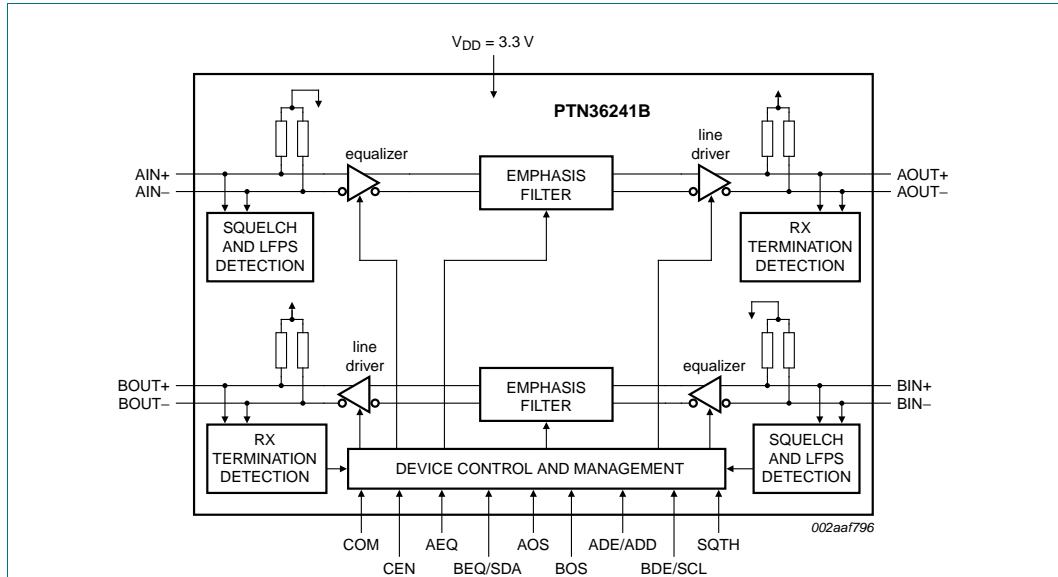 V_DD = 3.3 V
PTN36241B
equalizer
line
driver
AIN+
AIN−
EMPHASIS
FILTER
AOUT+
AOUT−
SQUELCH
AND LFPS
DETECTION
RX
TERMINATION
DETECTION
line
driver
equalizer
BOUT+
BOUT−
EMPHASIS
FILTER
BIN+
BIN−
RX
TERMINATION
DETECTION
DEVICE CONTROL AND MANAGEMENT
SQUELCH
AND LFPS
DETECTION
002aaf796
COM
AEQ
AOS
ADE/ADD
SQTH
CEN
BEQ/SDA
BOS
BDE/SCL